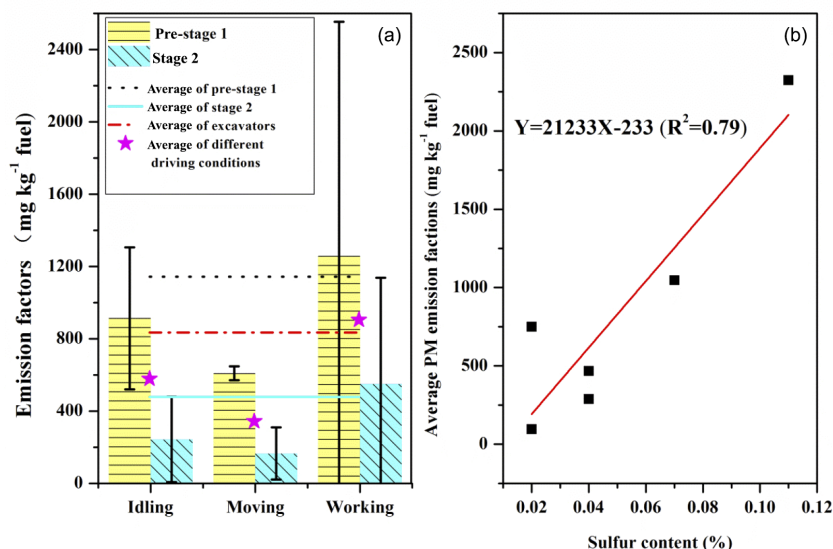 (a)
Pre-stage 1
Stage 2
Average of pre-stage 1
Average of stage 2
Average of excavators
Average of different
driving conditions
Emission factors (mg kg⁻¹ fuel)
2400
2000
1600
1200
800
400
0
Idling Moving Working
(b)
Y=21233X-233 (R²=0.79)
Average PM emission factions (mg kg⁻¹ fuel)
2500
2000
1500
1000
500
0
0.02 0.04 0.06 0.08 0.10 0.12
Sulfur content (%)